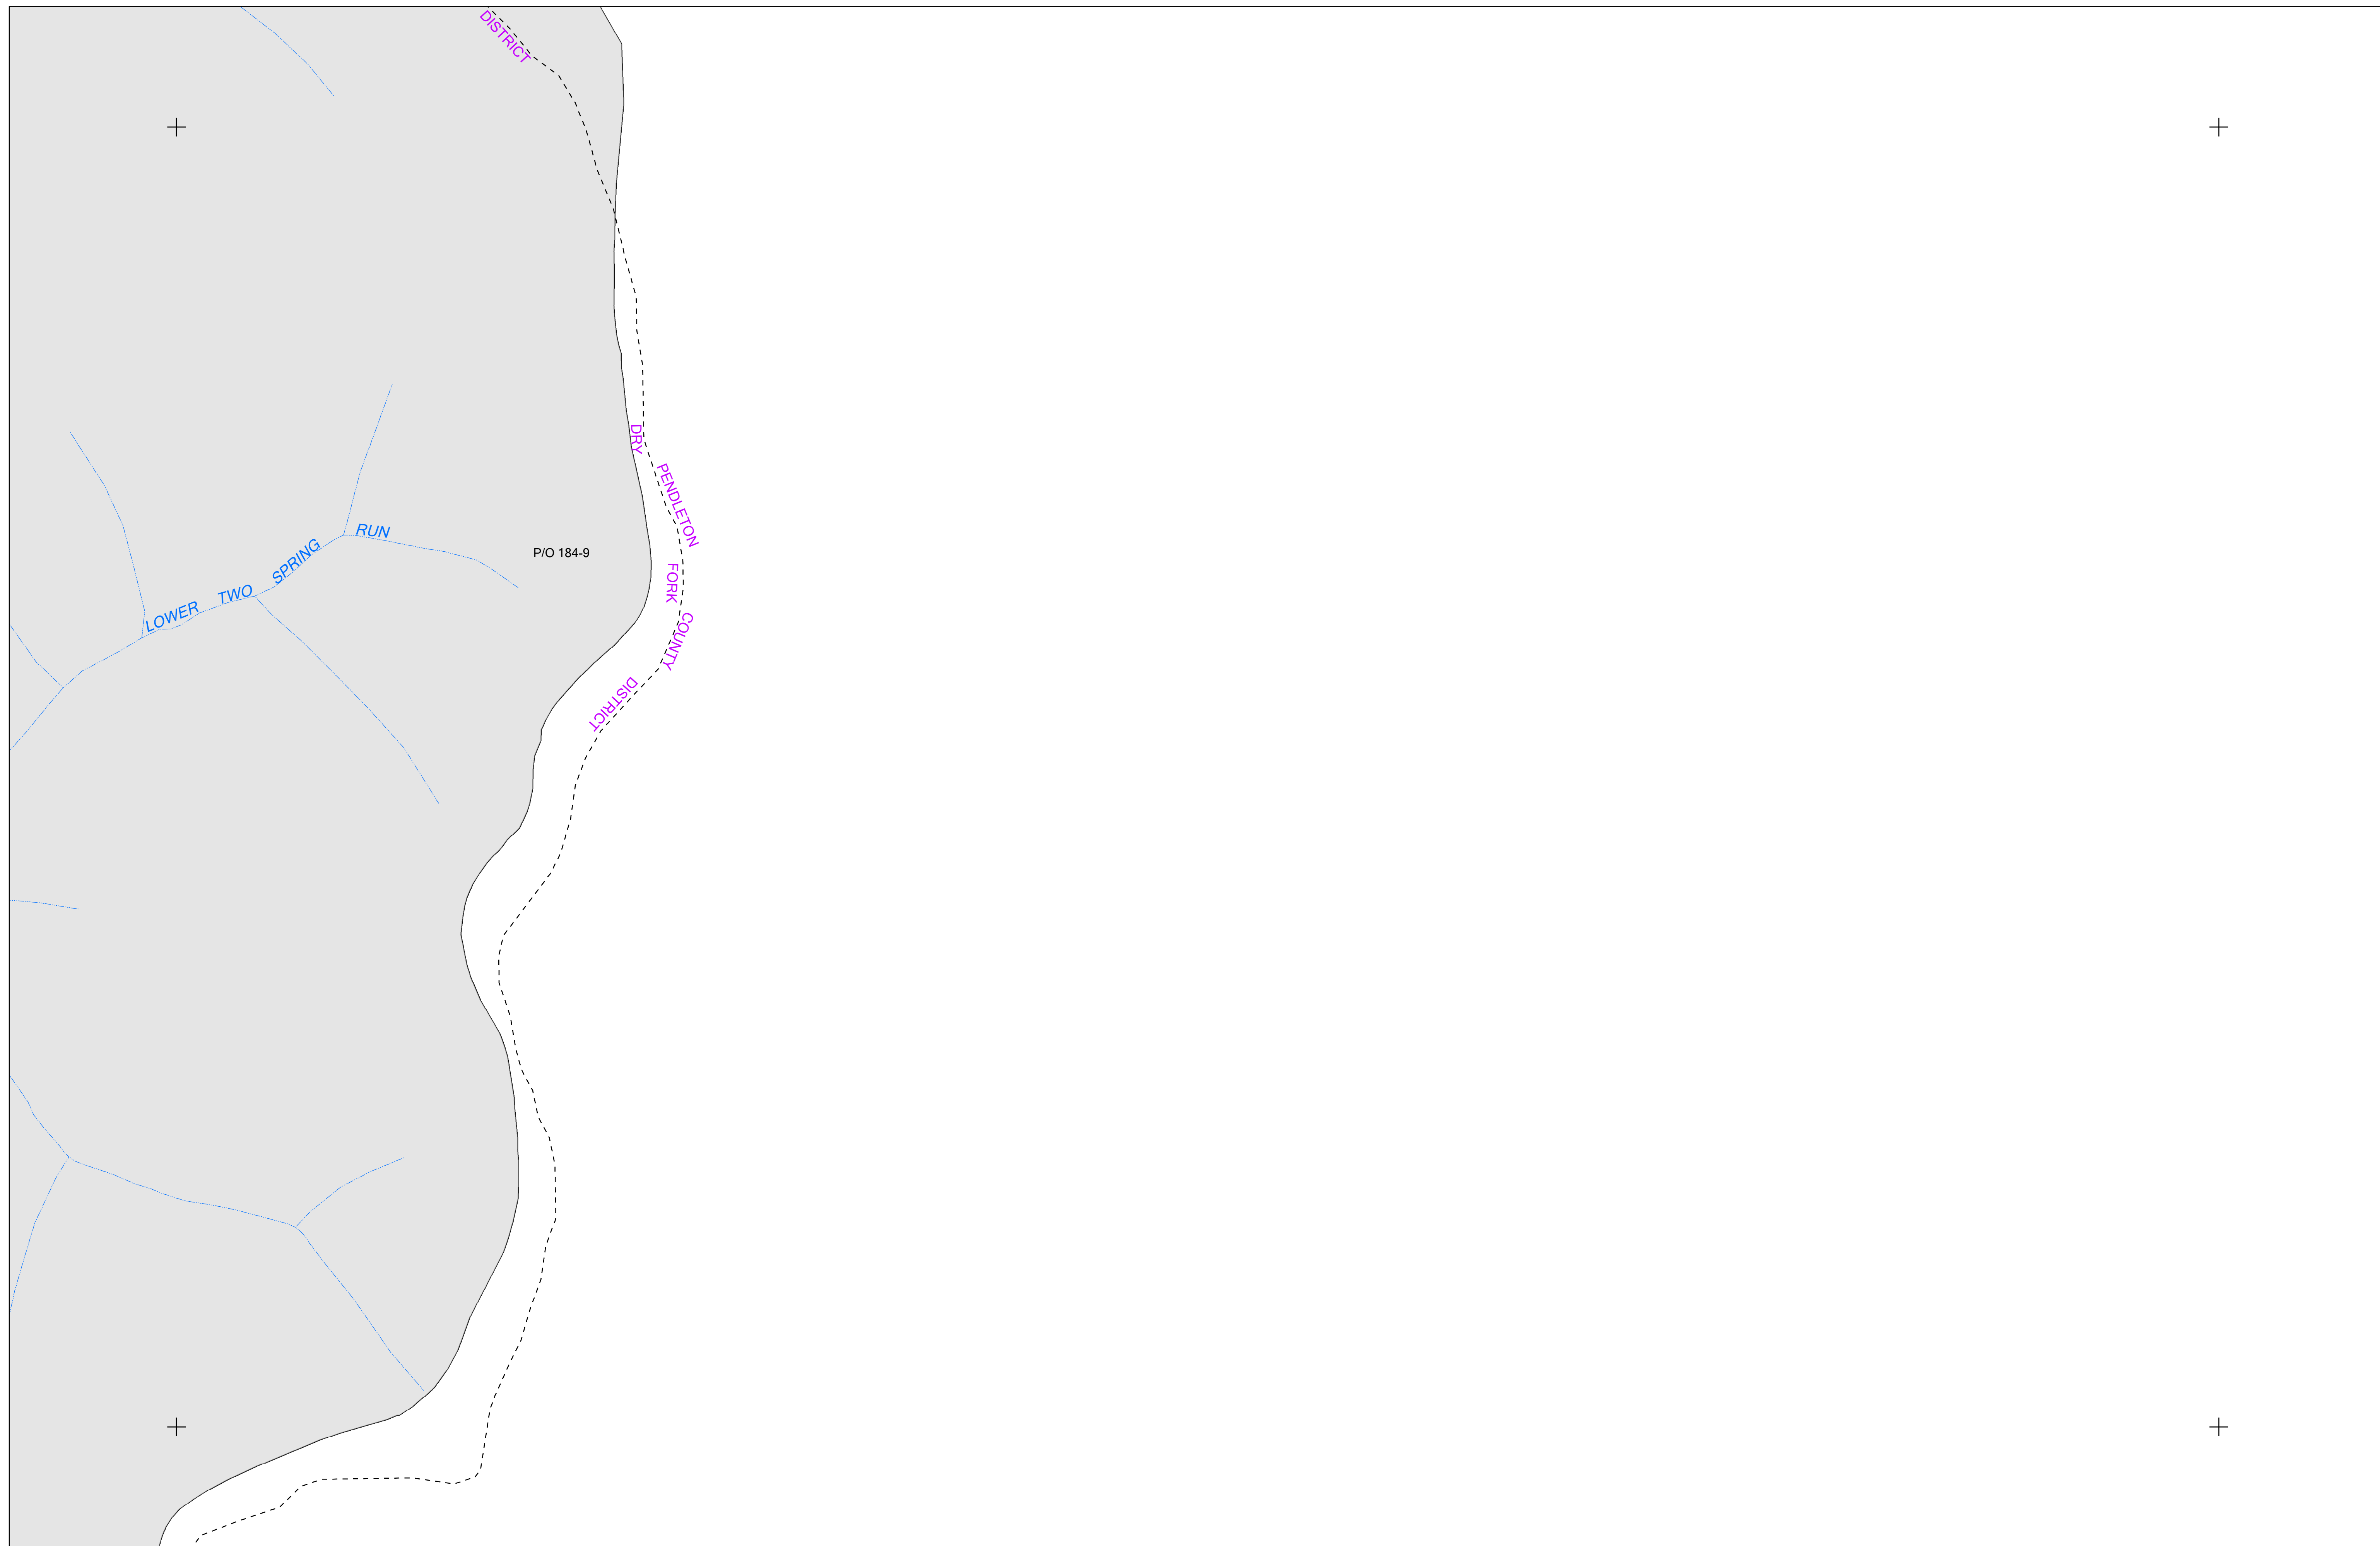 DISTRICT
DRY FORK DISTRICT
PENDLETON COUNTY
LOWER TWO SPRING RUN
P/O 184-9